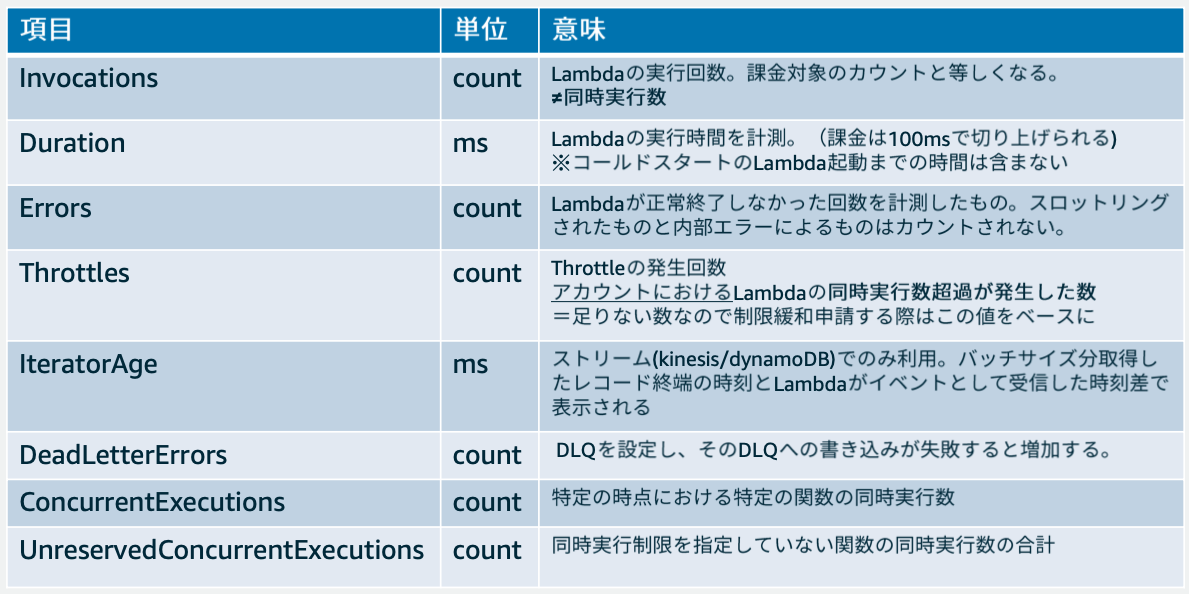 項目 単位 意味
Invocations count Lambdaの実行回数。課金対象のカウントと等しくなる。
≠同時実行数
Duration ms Lambdaの実行時間を計測。（課金は100msで切り上げられる)
※コールドスタートのLambda起動までの時間は含まない
Errors count Lambdaが正常終了しなかった回数を計測したもの。スロットリング
されたものと内部エラーによるものはカウントされない。
Throttles count Throttleの発生回数
アカウントにおけるLambdaの同時実行数超過が発生した数
＝足りない数なので制限緩和申請する際はこの値をベースに
IteratorAge ms ストリーム(kinesis/dynamoDB)でのみ利用。バッチサイズ分取得し
たレコード終端の時刻とLambdaがイベントとして受信した時刻差で
表示される
DeadLetterErrors count DLQを設定し、そのDLQへの書き込みが失敗すると増加する。
ConcurrentExecutions count 特定の時点における特定の関数の同時実行数
UnreservedConcurrentExecutions count 同時実行制限を指定していない関数の同時実行数の合計